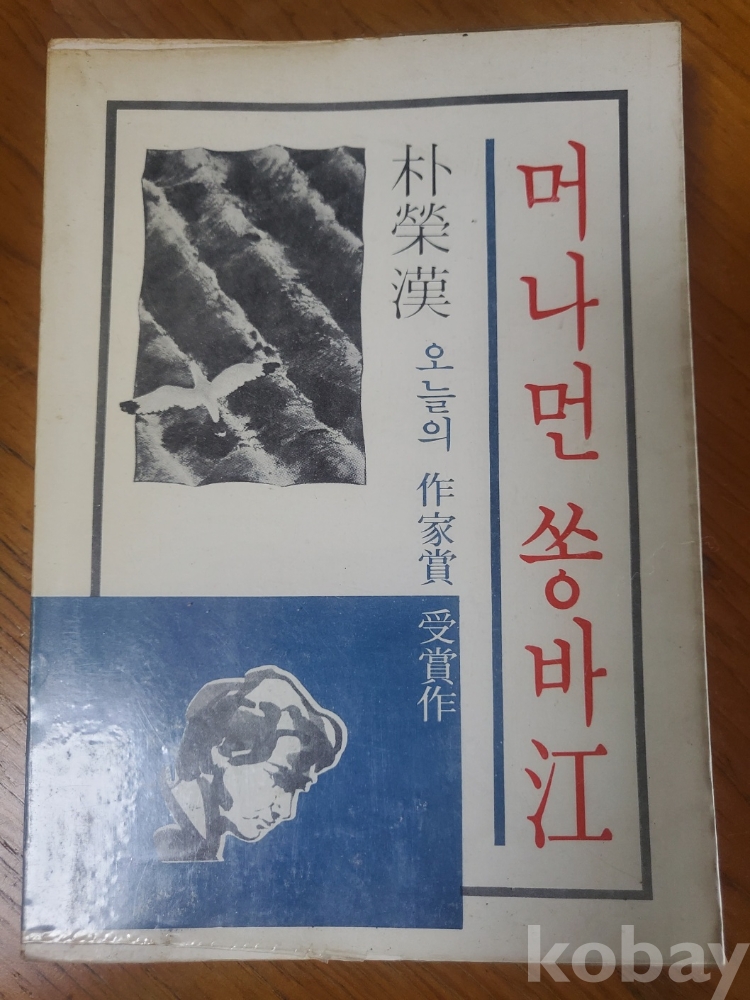 머나먼 쏭바江
朴榮漢
오늘의 作家賞 受賞作
kobay